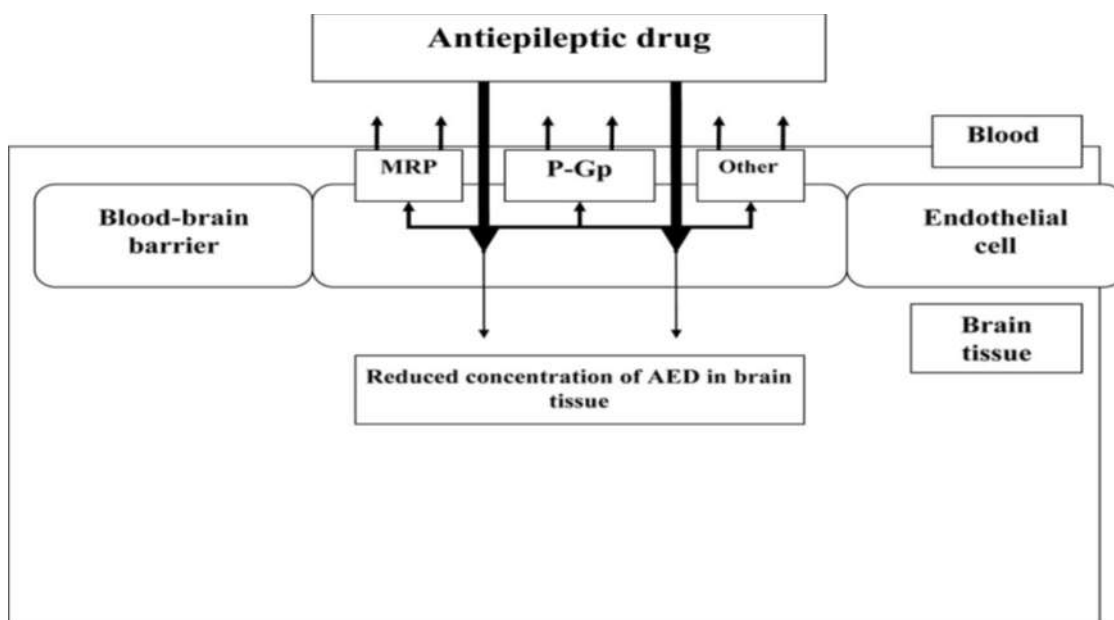 Antiepileptic drug
Blood
MRP
P-Gp
Other
Blood-brain
barrier
Endothelial
cell
Brain
tissue
Reduced concentration of AED in brain
tissue